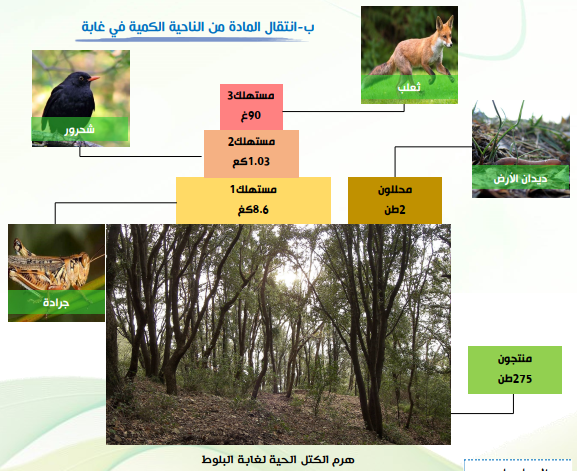 ب-انتقال المادة من الناحية الكمية في غابة
ثعلب
مستهلك3
90غ
شحرور
مستهلك2
1.03كغ
ديدان الأرض
مستهلك1
8.6كغ
محللون
2طن
جرادة
منتجون
275طن
هرم الكتل الحية لغابة البلوط